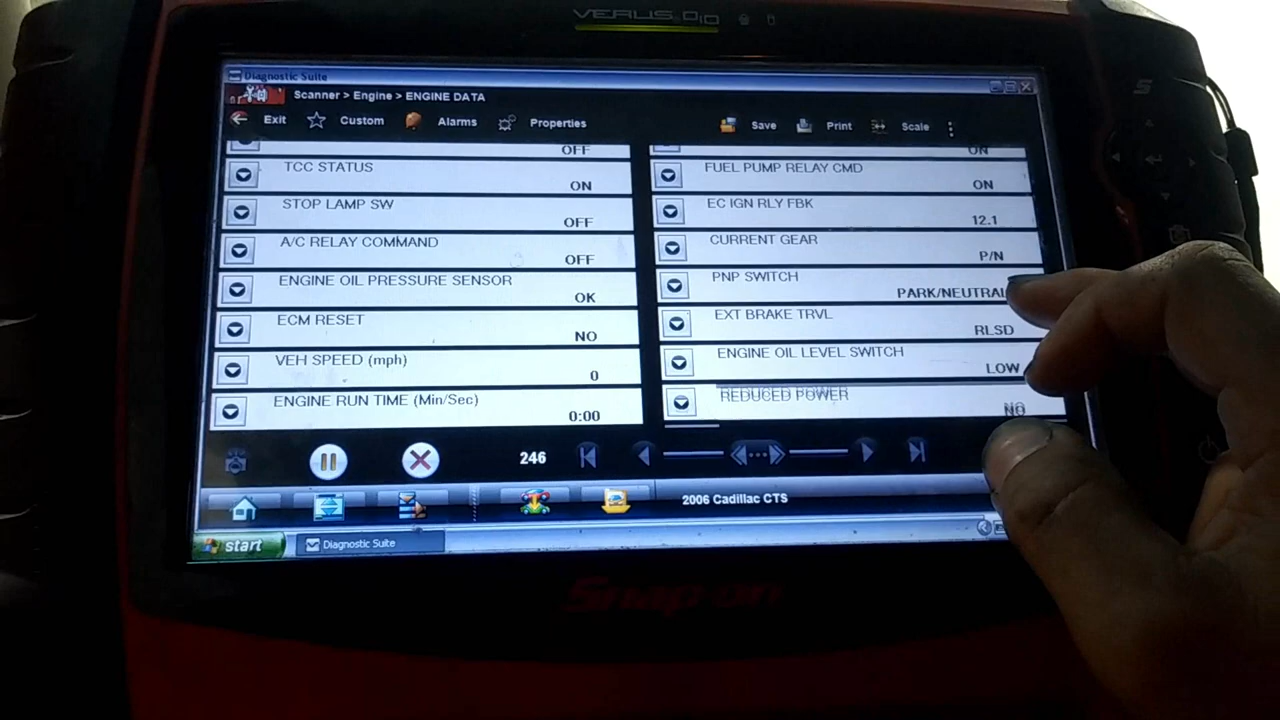 VERUS PRO
Diagnostic Suite
Scanner > Engine > ENGINE DATA
Exit Custom Alarms Properties Save Print Scale
OFF ON
TCC STATUS ON FUEL PUMP RELAY CMD ON
STOP LAMP SW OFF EC IGN RLY FBK 12.1
A/C RELAY COMMAND OFF CURRENT GEAR P/N
ENGINE OIL PRESSURE SENSOR OK PNP SWITCH PARK/NEUTRAL
ECM RESET NO EXT BRAKE TRVL RLSD
VEH SPEED (mph) 0 ENGINE OIL LEVEL SWITCH LOW
ENGINE RUN TIME (Min/Sec) 0:00 REDUCED POWER NO
246
2006 Cadillac CTS
start Diagnostic Suite
Snap-on